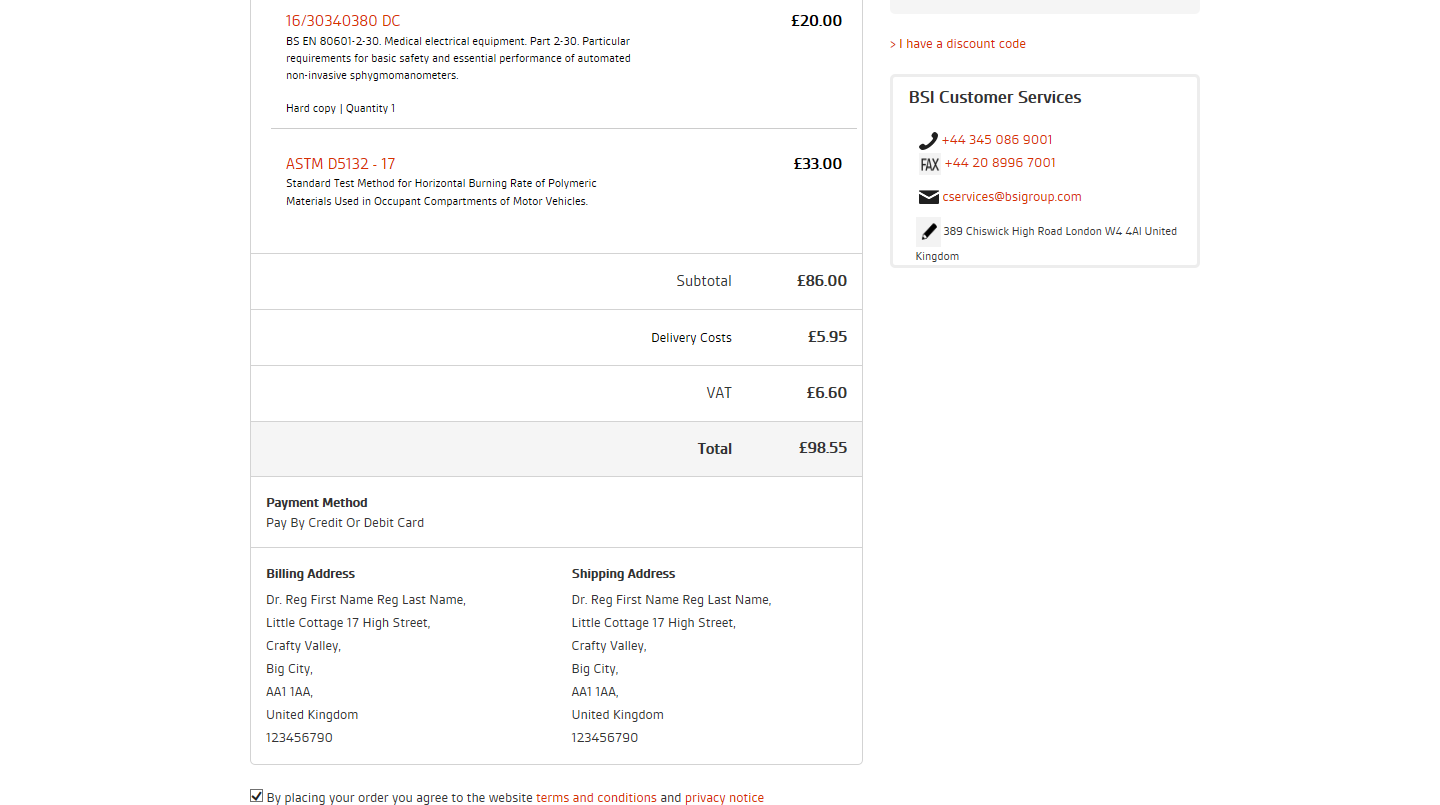 16/30340380 DC
£20.00
BS EN 80601-2-30. Medical electrical equipment. Part 2-30. Particular
requirements for basic safety and essential performance of automated
non-invasive sphygmomanometers.
Hard copy | Quantity 1
ASTM D5132 - 17
£33.00
Standard Test Method for Horizontal Burning Rate of Polymeric
Materials Used in Occupant Compartments of Motor Vehicles.
Subtotal £86.00
Delivery Costs £5.95
VAT £6.60
Total £98.55
Payment Method
Pay By Credit Or Debit Card
Billing Address
Dr. Reg First Name Reg Last Name,
Little Cottage 17 High Street,
Crafty Valley,
Big City,
AA1 1AA,
United Kingdom
123456790
Shipping Address
Dr. Reg First Name Reg Last Name,
Little Cottage 17 High Street,
Crafty Valley,
Big City,
AA1 1AA,
United Kingdom
123456790
By placing your order you agree to the website terms and conditions and privacy notice
> I have a discount code
BSI Customer Services
+44 345 086 9001
FAX +44 20 8996 7001
cservices@bsigroup.com
389 Chiswick High Road London W4 4Al United
Kingdom